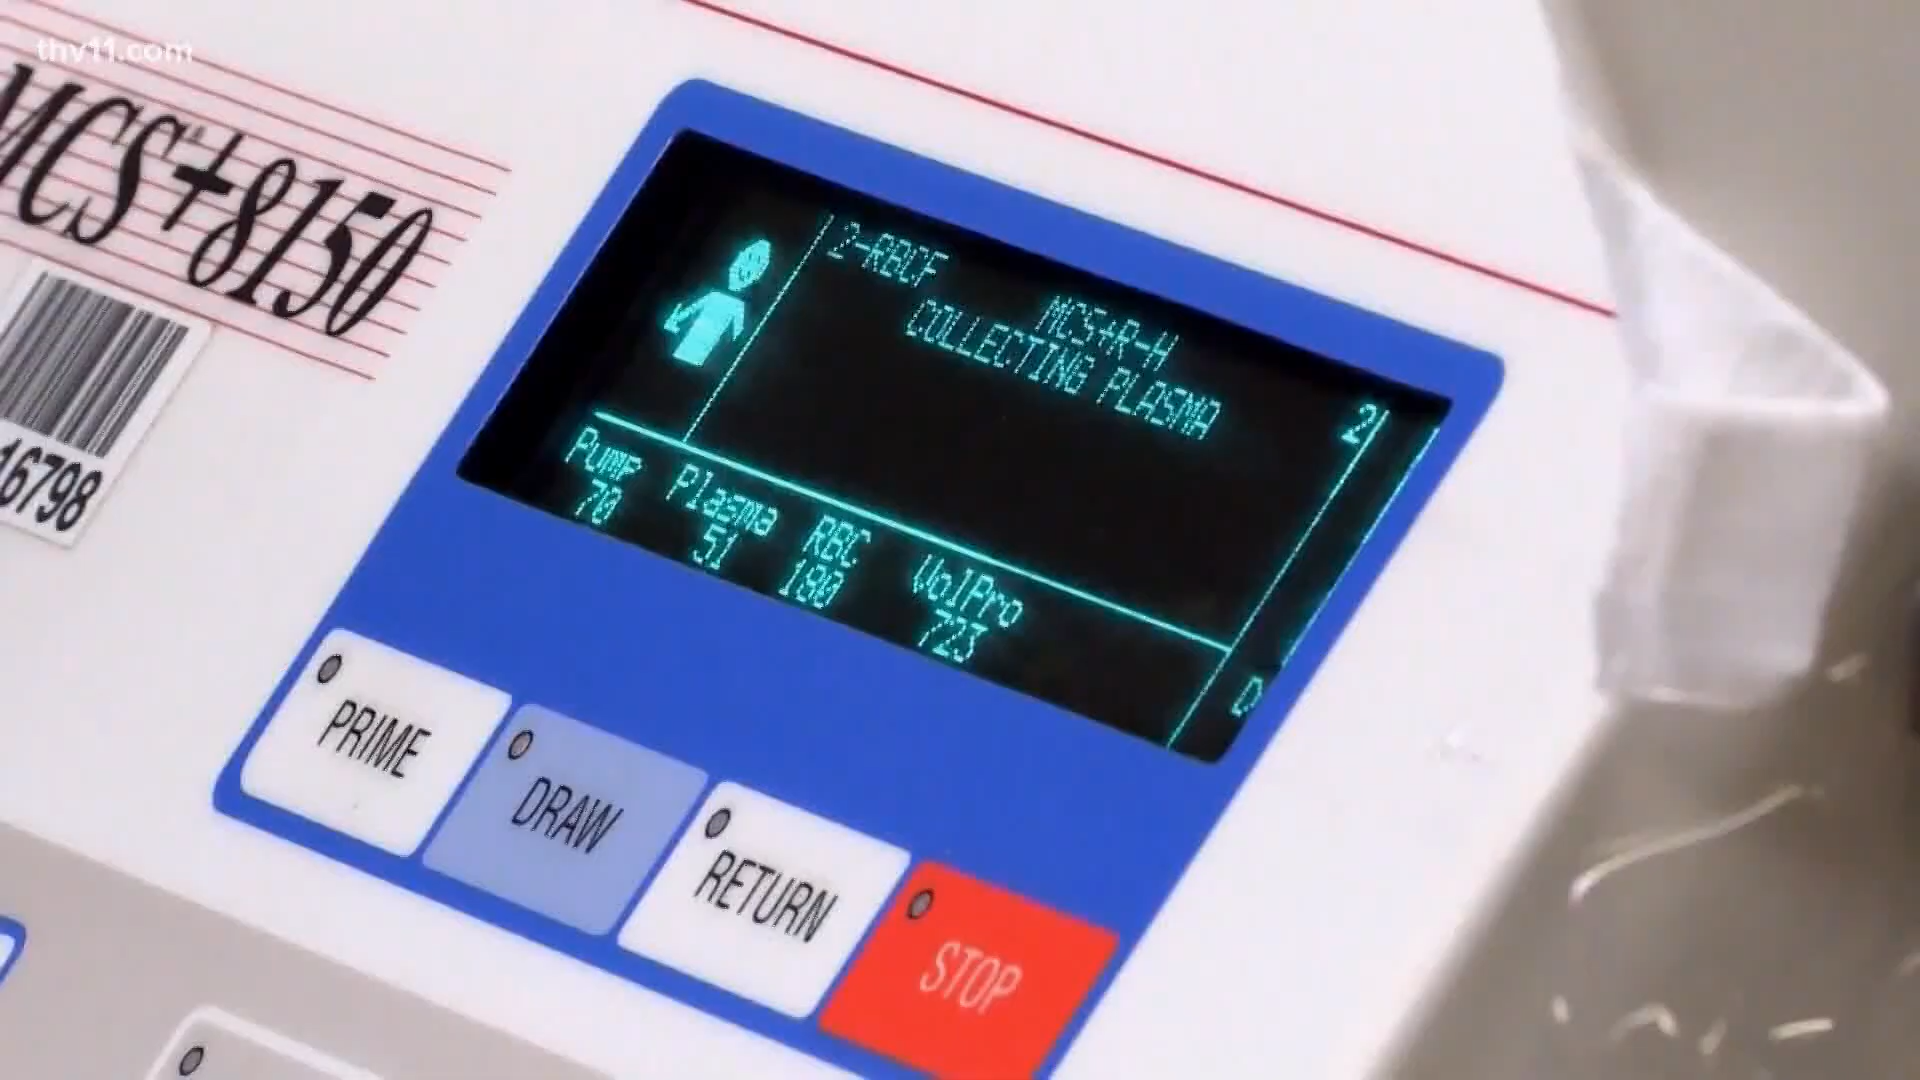 thv11.com
MCS+8150
16798
2-RBCF
MCS+R-H
COLLECTING PLASMA
2
Pump Plasma RBC VolPro
70 51 180 723
D
PRIME
DRAW
RETURN
STOP